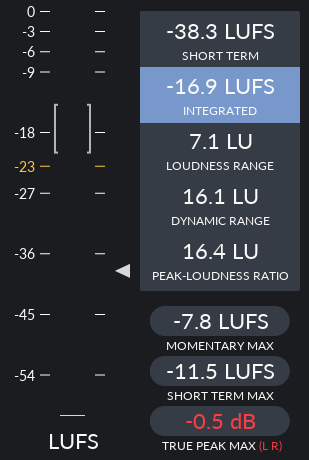 0
-3
-6
-9
-18
-23
-27
-36
-45
-54
LUFS
-38.3 LUFS
SHORT TERM
-16.9 LUFS
INTEGRATED
7.1 LU
LOUDNESS RANGE
16.1 LU
DYNAMIC RANGE
16.4 LU
PEAK-LOUDNESS RATIO
-7.8 LUFS
MOMENTARY MAX
-11.5 LUFS
SHORT TERM MAX
-0.5 dB
TRUE PEAK MAX (L R)